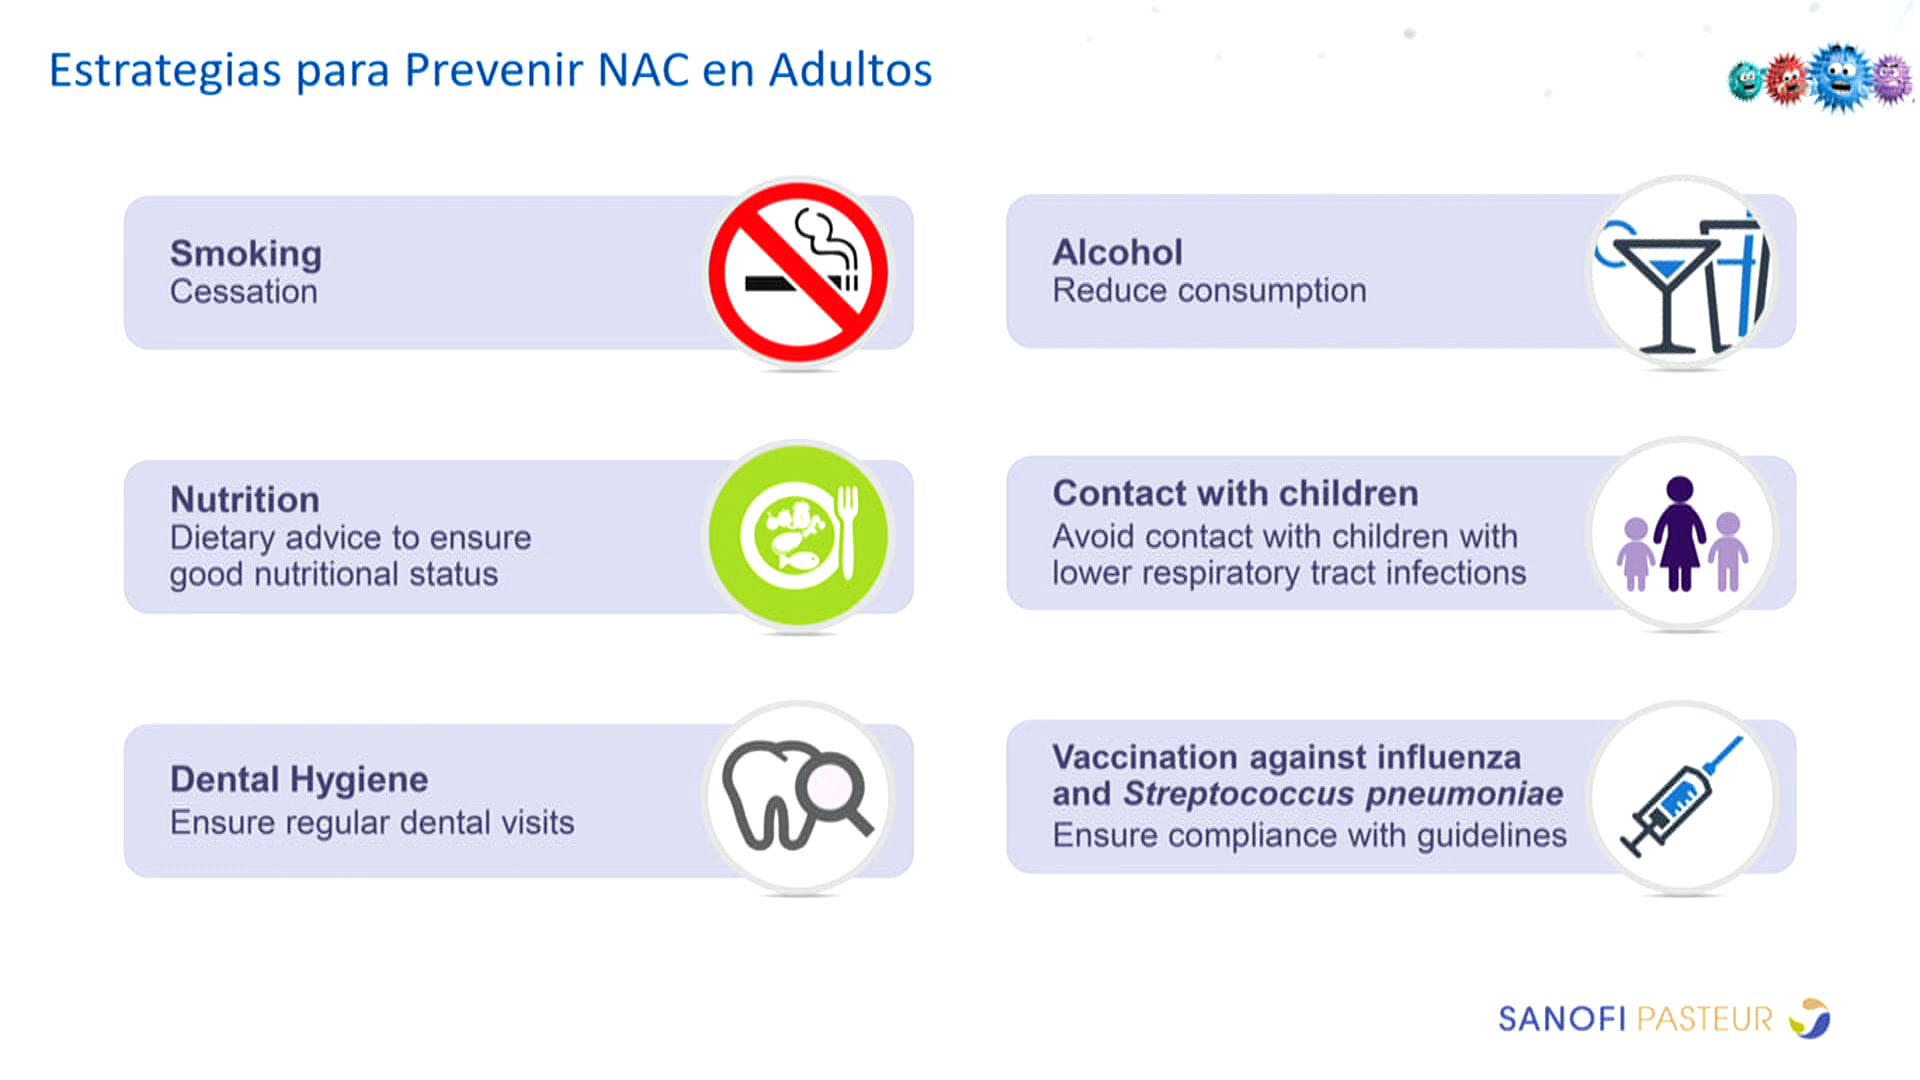 Estrategias para Prevenir NAC en Adultos
Smoking
Cessation
Alcohol
Reduce consumption
Nutrition
Dietary advice to ensure
good nutritional status
Contact with children
Avoid contact with children with
lower respiratory tract infections
Dental Hygiene
Ensure regular dental visits
Vaccination against influenza
and Streptococcus pneumoniae
Ensure compliance with guidelines
SANOFI PASTEUR